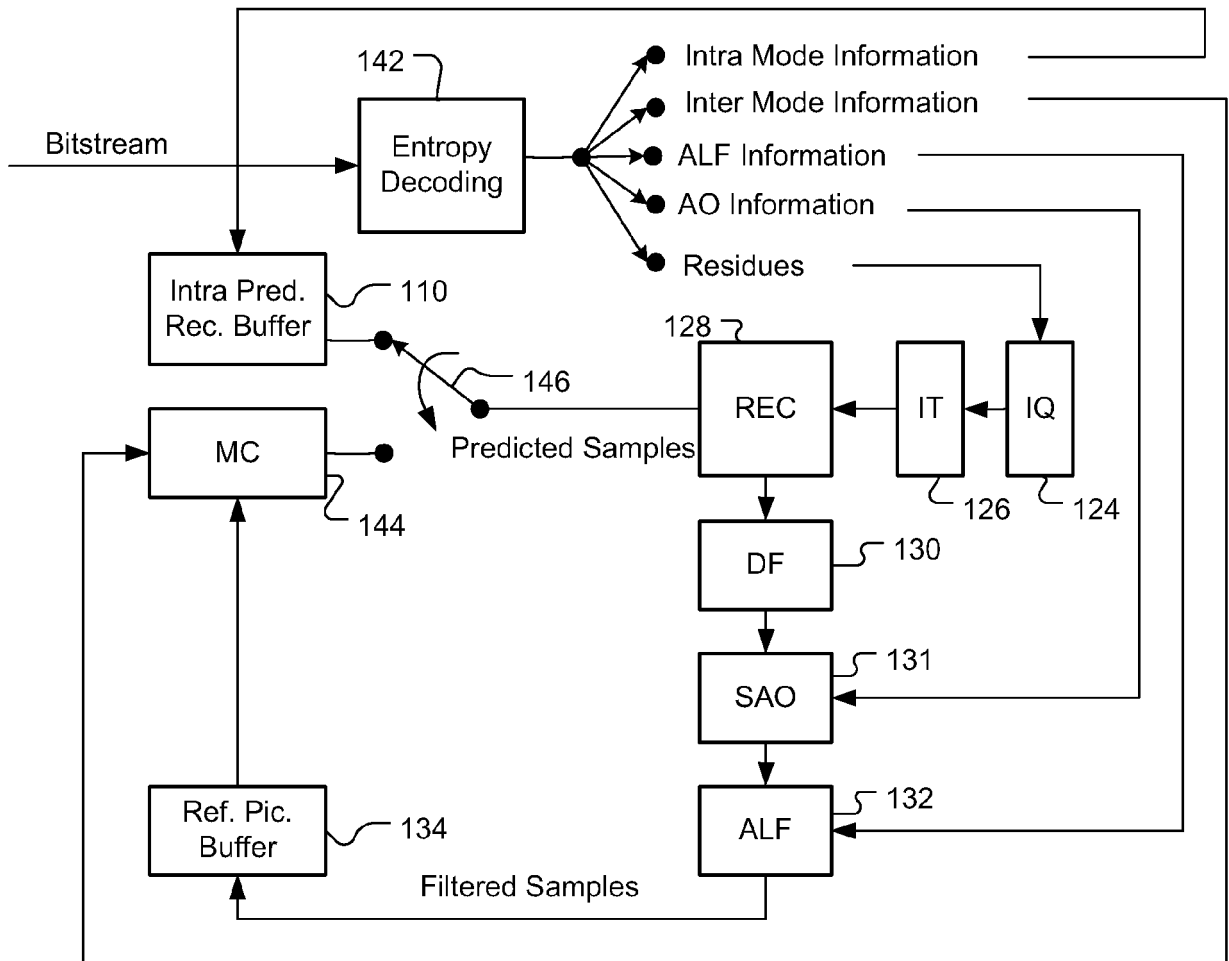 142
Intra Mode Information
Inter Mode Information
Bitstream
Entropy
Decoding
ALF Information
AO Information
Residues
Intra Pred.
Rec. Buffer
110
128
146
REC
IT
IQ
MC
Predicted Samples
144
126
124
DF
130
SAO
131
Ref. Pic.
Buffer
134
ALF
132
Filtered Samples